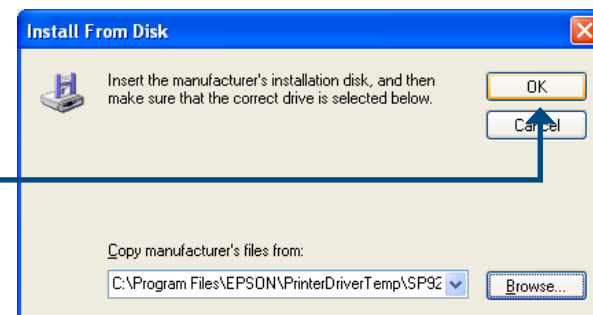 Install From Disk
Insert the manufacturer's installation disk, and then
make sure that the correct drive is selected below.
OK
Cancel
Copy manufacturer's files from:
C:\Program Files\EPSON\PrinterDriverTemp\SP92
Browse...